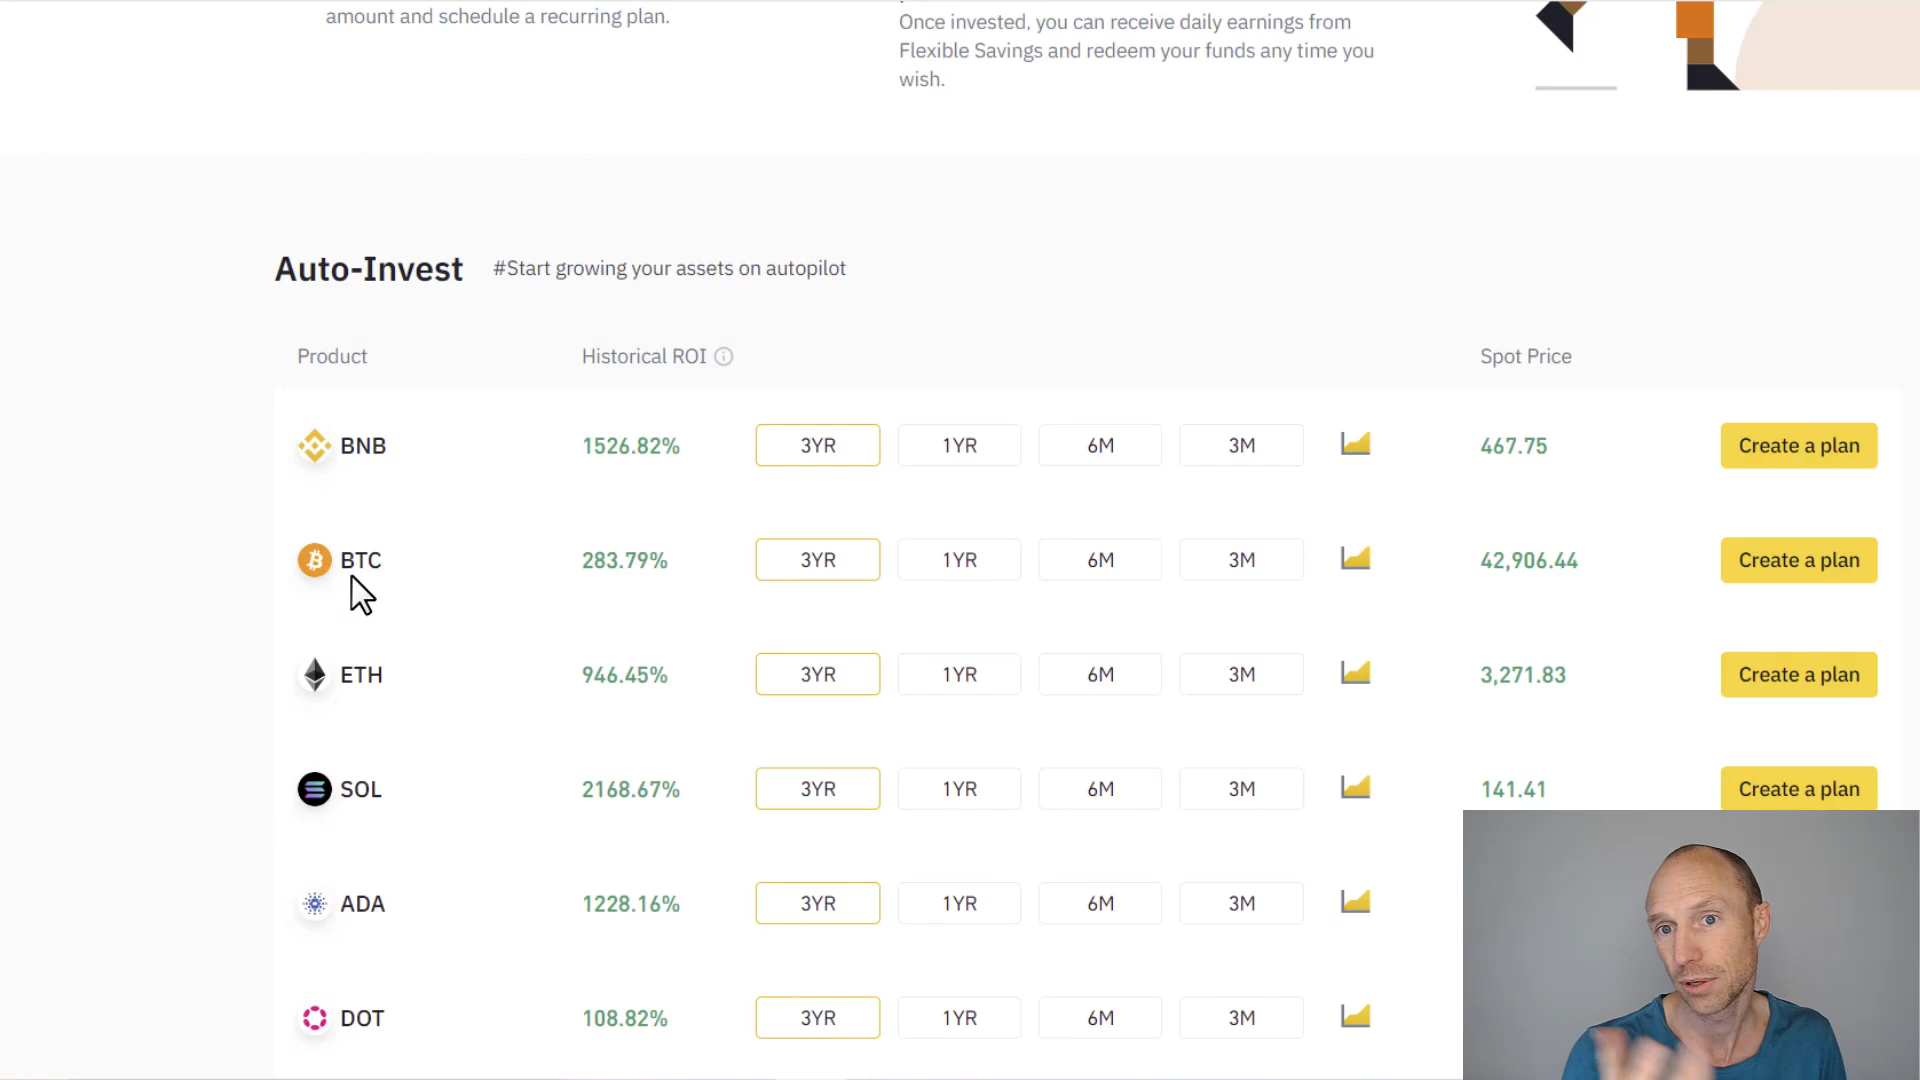 amount and schedule a recurring plan.
Once invested, you can receive daily earnings from
Flexible Savings and redeem your funds any time you
wish.
Auto-Invest #Start growing your assets on autopilot
Product Historical ROI Spot Price
BNB 1526.82% 3YR 1YR 6M 3M 467.75 Create a plan
BTC 283.79% 3YR 1YR 6M 3M 42,906.44 Create a plan
ETH 946.45% 3YR 1YR 6M 3M 3,271.83 Create a plan
SOL 2168.67% 3YR 1YR 6M 3M 141.41 Create a plan
ADA 1228.16% 3YR 1YR 6M 3M
DOT 108.82% 3YR 1YR 6M 3M